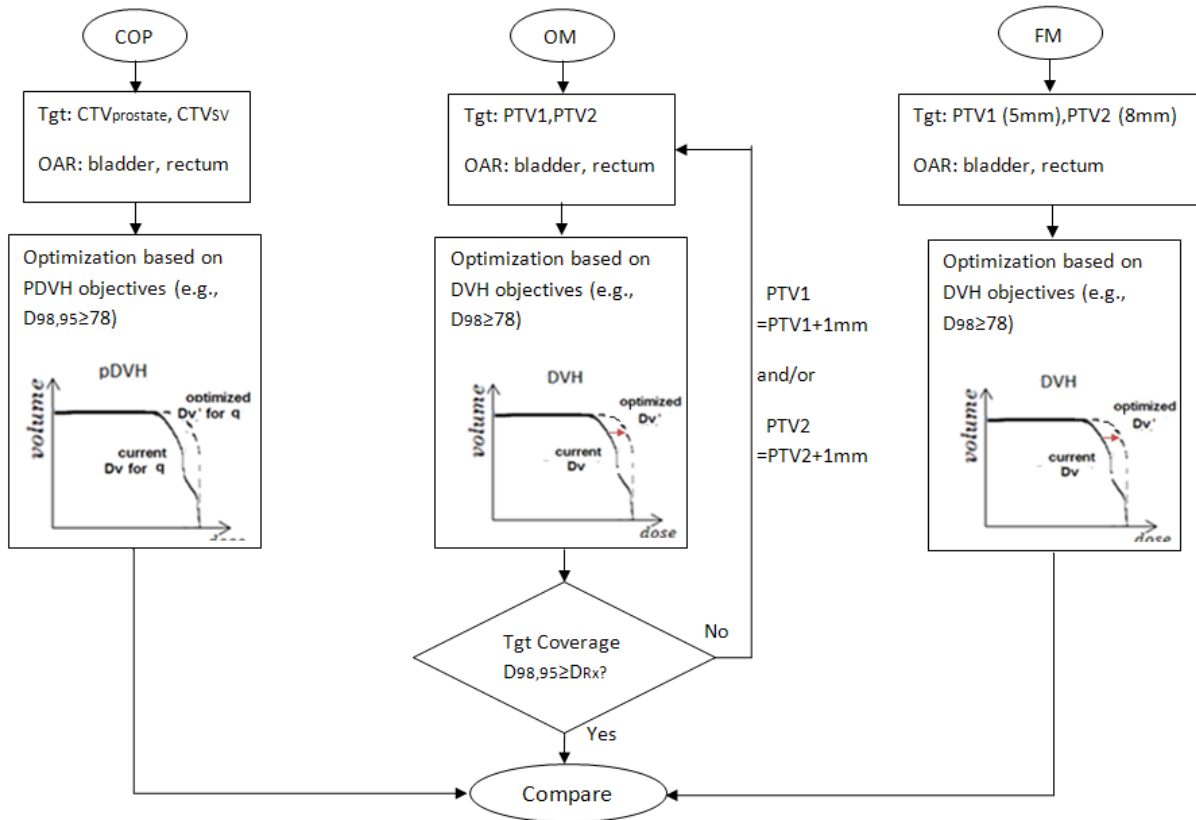 COP
Tgt: CTVprostate, CTVSV
OAR: bladder, rectum
Optimization based on
PDVH objectives (e.g.,
D98,95≥78)
pDVH
volume
optimized
Dv' for q
current
Dv for q
dose
OM
Tgt: PTV1,PTV2
OAR: bladder, rectum
Optimization based on
DVH objectives (e.g.,
D98≥78)
DVH
volume
optimized
Dv'
current
Dv
dose
Tgt Coverage
D98,95≥DRx?
No
Yes
PTV1
=PTV1+1mm
and/or
PTV2
=PTV2+1mm
FM
Tgt: PTV1 (5mm),PTV2 (8mm)
OAR: bladder, rectum
Optimization based on
DVH objectives (e.g.,
D98≥78)
DVH
volume
optimized
Dv'
current
Dv
dose
Compare